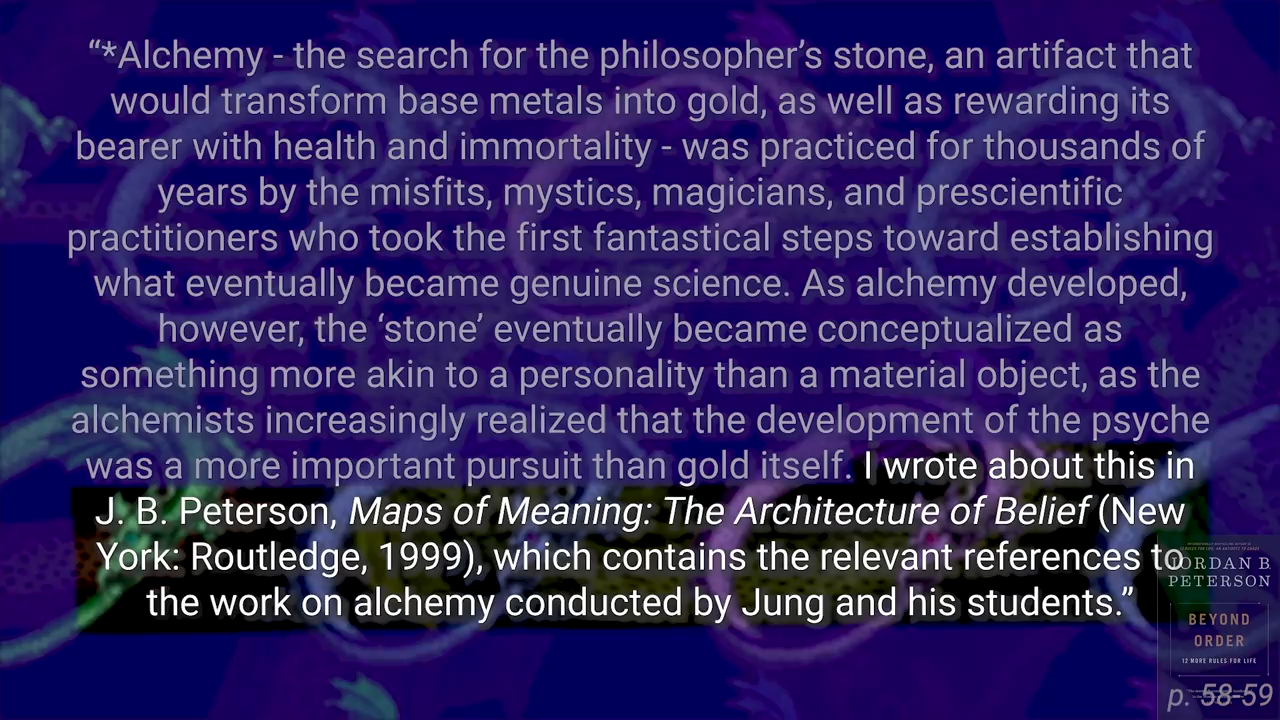 “*Alchemy - the search for the philosopher’s stone, an artifact that
would transform base metals into gold, as well as rewarding its
bearer with health and immortality - was practiced for thousands of
years by the misfits, mystics, magicians, and prescientific
practitioners who took the first fantastical steps toward establishing
what eventually became genuine science. As alchemy developed,
however, the ‘stone’ eventually became conceptualized as
something more akin to a personality than a material object, as the
alchemists increasingly realized that the development of the psyche
was a more important pursuit than gold itself. I wrote about this in
J. B. Peterson, Maps of Meaning: The Architecture of Belief (New
York: Routledge, 1999), which contains the relevant references to
the work on alchemy conducted by Jung and his students.”
JORDAN B.
PETERSON
BEYOND
ORDER
12 MORE RULES FOR LIFE
p. 58-59